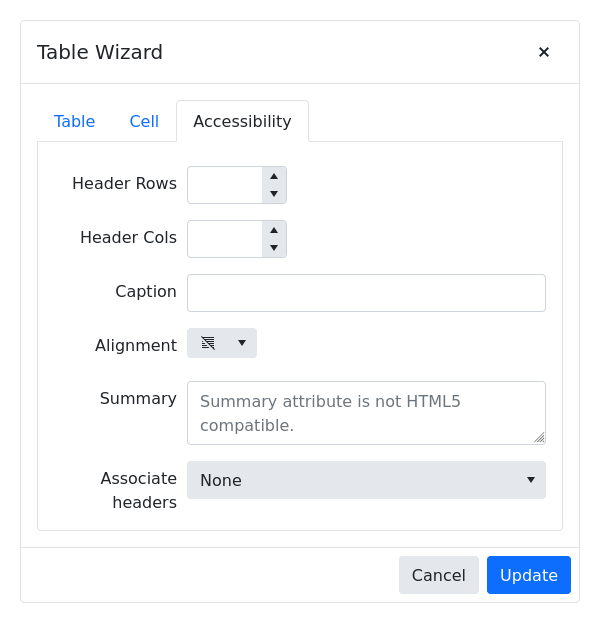 Table Wizard
Table Cell Accessibility
Header Rows
Header Cols
Caption
Alignment
Summary
Summary attribute is not HTML5
compatible.
Associate
headers
None
Cancel Update